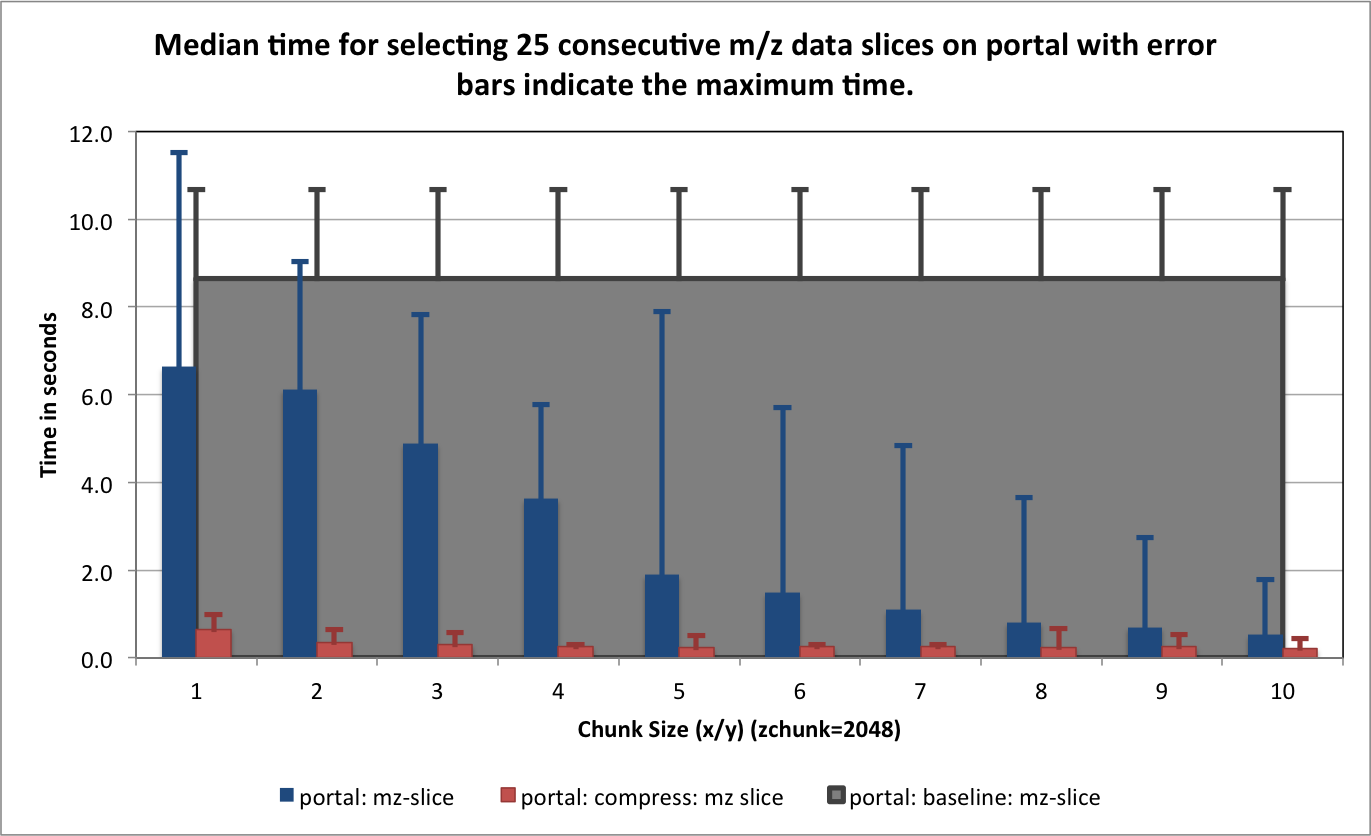 Median time for selecting 25 consecutive m/z data slices on portal with error
bars indicate the maximum time.
12.0
10.0
8.0
6.0
4.0
2.0
0.0
Time in seconds
1 2 3 4 5 6 7 8 9 10
Chunk Size (x/y) (zchunk=2048)
portal: mz-slice portal: compress: mz slice portal: baseline: mz-slice